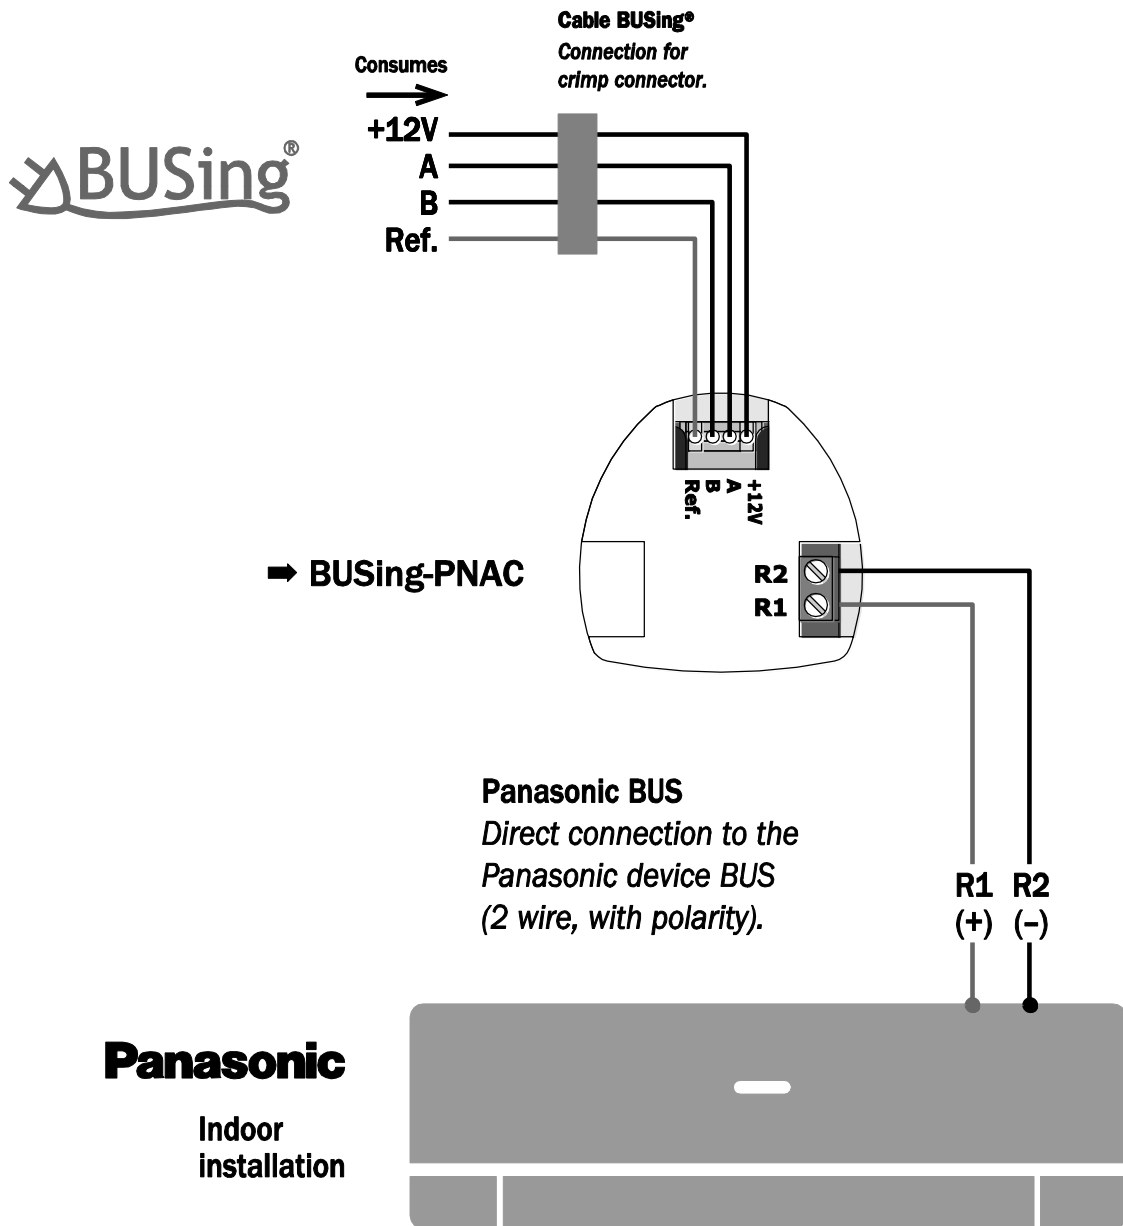 Cable BUSing®
Connection for
crimp connector.
Consumes
+12V
A
B
Ref.
BUSing®
Ref.
B
A
+12V
➡ BUSing-PNAC
R2
R1
Panasonic BUS
Direct connection to the
Panasonic device BUS
(2 wire, with polarity).
R1 R2
(+) (–)
Panasonic
Indoor
installation